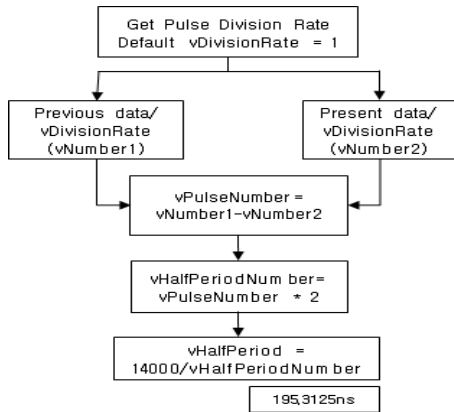 Get Pulse Division Rate
Default vDivisionRate = 1
Previous data/
vDivisionRate
(vNumber1)
Present data/
vDivisionRate
(vNumber2)
vPulseNumber=
vNumber1-vNumber2
vHalfPeriodNumber=
vPulseNumber * 2
vHalfPeriod =
14000/vHalfPeriodNumber
195,3125ns